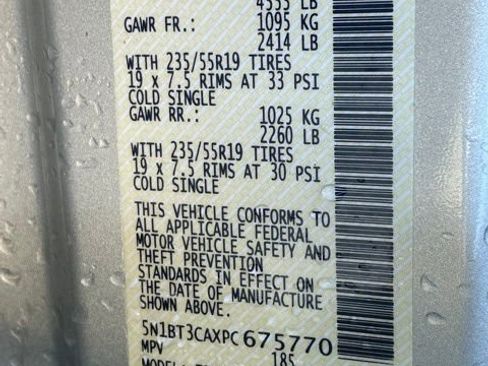 4555 LB
GAWR FR.: 1095 KG
2414 LB
WITH 235/55R19 TIRES
19 x 7.5 RIMS AT 33 PSI
COLD SINGLE
GAWR RR.: 1025 KG
2260 LB
WITH 235/55R19 TIRES
19 x 7.5 RIMS AT 30 PSI
COLD SINGLE
THIS VEHICLE CONFORMS TO
ALL APPLICABLE FEDERAL
MOTOR VEHICLE SAFETY AND
THEFT PREVENTION
STANDARDS IN EFFECT ON
THE DATE OF MANUFACTURE
SHOWN ABOVE.
5N1BT3CAXPC675770
MPV 185